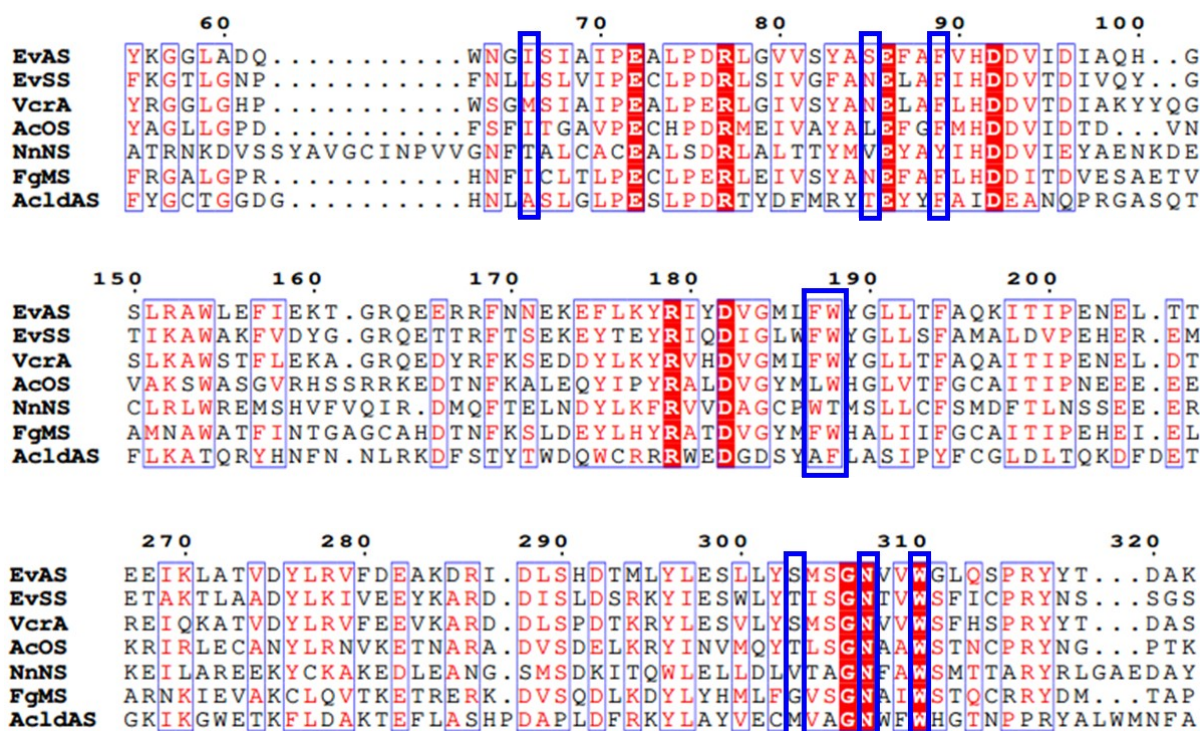 60 70 80 90 100
EvAS YKGGLADQ...........WNGISIAIPEALPDRLGVVSYASEFAFVHDDVIDIAQH..G
EvSS FKGTLGNP...........FNLLSLVIPECLPDRLSIVGFANELAFLHDDVTDIVQY.G
VcrA YRGGLGHP...........WSGMSIAIPEALPERLGIVSYANELAFLHDDVTDIAKYYQG
AcOS YAGLLGPD...........FSFITGAVPECHPDRMEIVAYALEFGFMHDDVIDTD...VN
NnNS ATRNKDVSSYAVGCINPVVGNFTALCACEALSDRLALTTYMVEYAYIHDDVIEYAENKDE
FgMS FRGALGPR...........HNFICLTLPECLPERLEIVSYANEFAFLHDDITDVESAETV
AcldAS FYGCTGGDG..........HNLASLGLPESLPDRTYDFMRYTEYYFAIDEANQPRGASQT
150 160 170 180 190 200
EvAS SLRAWLEFIEKT.GRQEERRFNNEKEFLKYRIYDVGMLFWYGLLTFAQKITIPENEL.TT
EvSS TIKAWAKFVDYG.GRQETTRFTSEKEYTEYRIQDIGLWFWYGLLSFAMALDVPEHER.EM
VcrA SLKAWSTFLEKA.GRQEDYRFKSEDDYLKYRVHDVGMLFWYGLLTFAQAITIPENEL.DT
AcOS VAKSWASGVRHSSRRKEDTNFKALEQYIPYRALDVGYMLWHGLVTFGCAITIPNEEE.EE
NnNS CLRLWREMSHVFVQIR.DMQFTELNDYLKFRVVDAGCPWTMSLLCFSMDFTLNSSEE.ER
FgMS AMNAWATFINTGAGCAHDTNFKSLDEYLHYRATDVGYMFWHALIIFGCAITIPEHEI.EL
AcldAS FLKATQRYHNFN.NLRKDFSTYTWDQWCRRRWEDGDSYAFLASIPYFCGLDLTQKDFDET
270 280 290 300 310 320
EvAS EEIKLATVDYLRVFDEAKDRI.DLSHDTMLYLESLLYSMSGNVVWGLQSPRYYT...DAK
EvSS ETAKTLAADYLKIVEEYKARD.DISLDSRKYIESWLYTISGNTVWSFICPRYNS...SGS
VcrA REIQKATVDYLRVFEEVKARD.DLSPDTKRYLESVLYSMSGNVVWSFHSPRYYT...DAS
AcOS KRIRLECANYLRNVKETNARA.DVSDELKRYINVMQYTLSGNAAWSTNCPRYNG...PTK
NnNS KEILAREEKYCKAKEDLEANG.SMSDKITQWLELLDLVTAGNFAWSMTTARYRLGAEDAY
FgMS ARNKIEVAKCLQVTKETRERK.DVSQDLKDYLYHMLFGVSGNAIWSTQCRRYDM...TAP
AcldAS GKIKGWETKFLDAKTEFLASHPDAPLDFRKYLAYVECMVAGNWFWHGTNPPRYALWMNFA